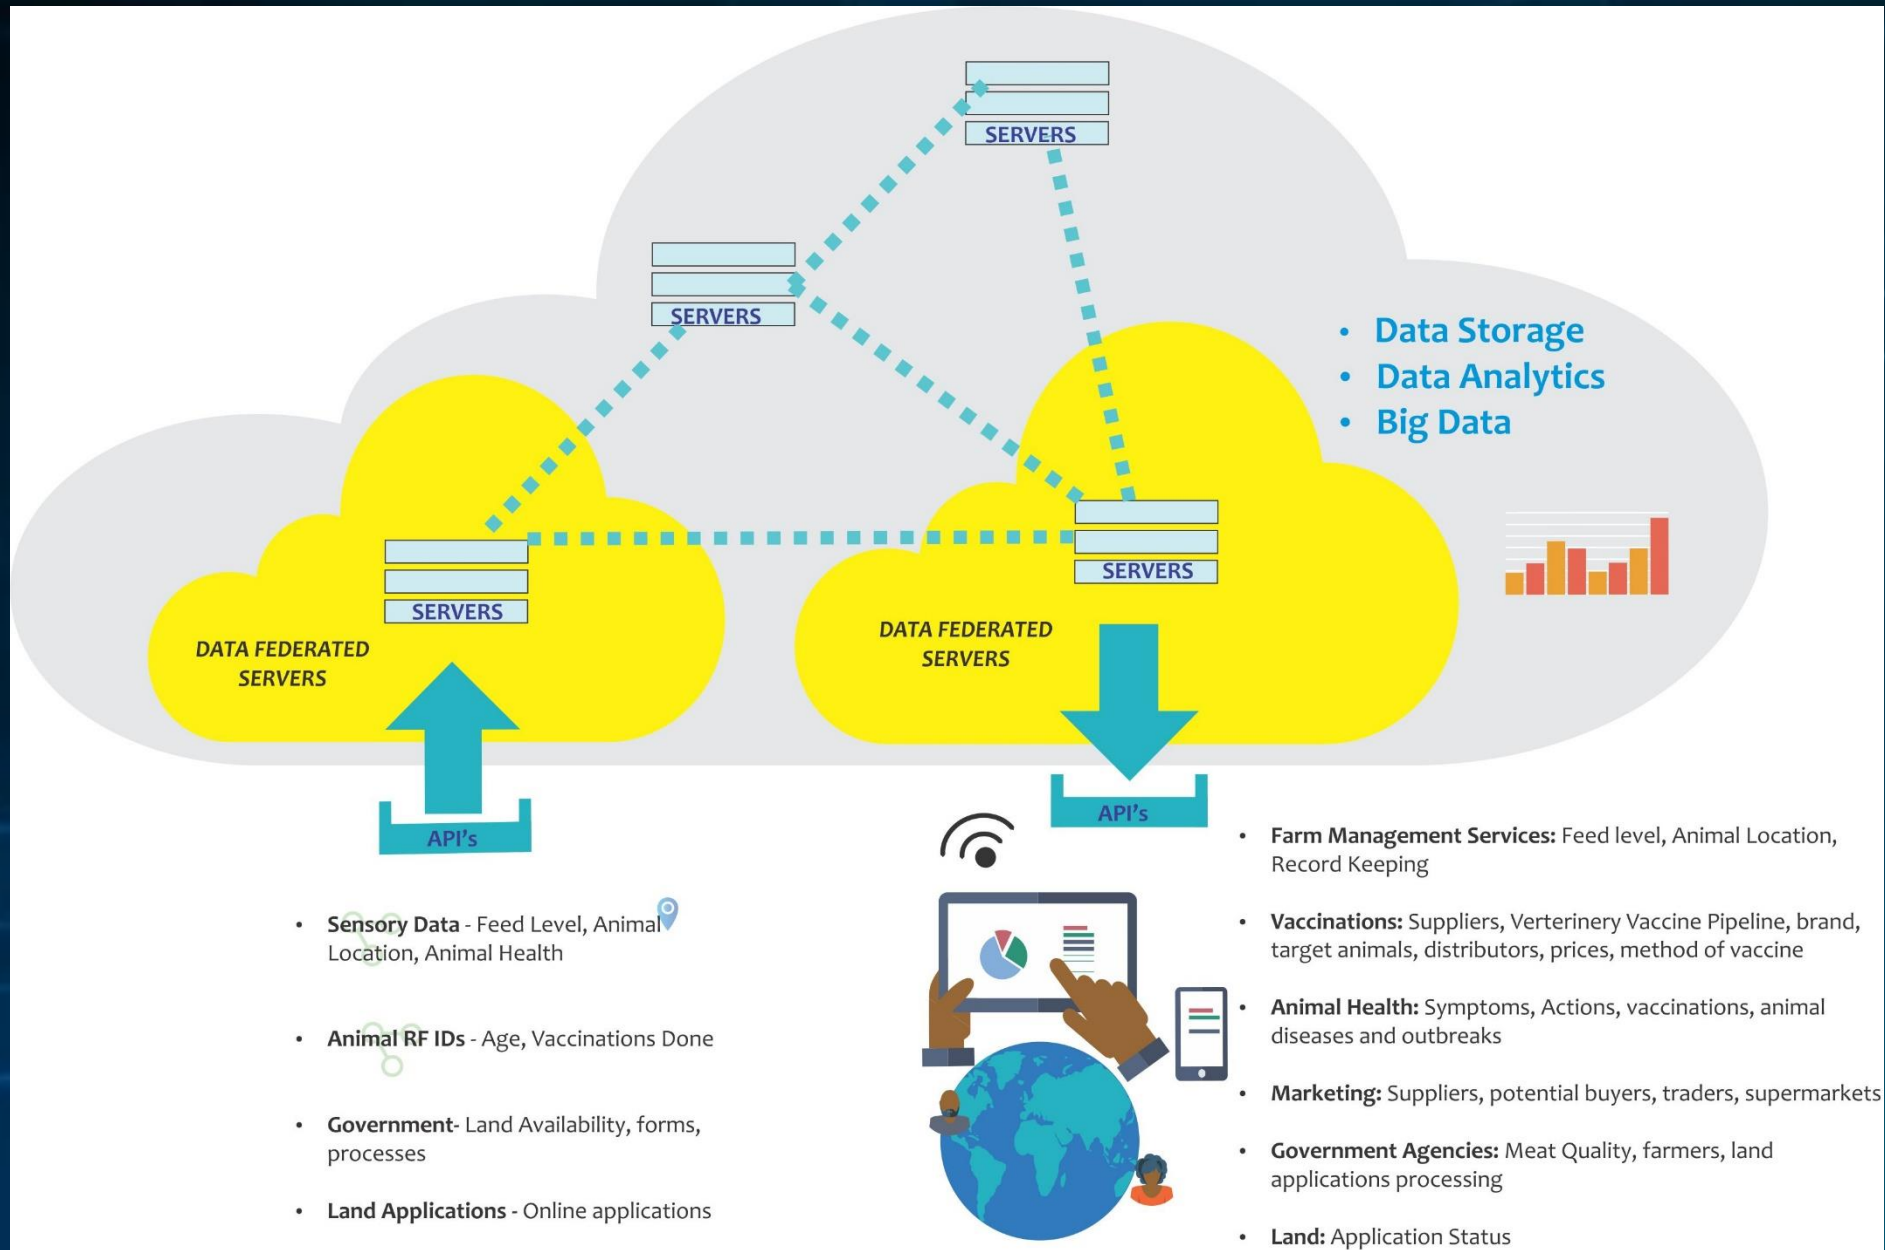 SERVERS
SERVERS
• Data Storage
• Data Analytics
• Big Data
SERVERS
SERVERS
DATA FEDERATED
SERVERS
DATA FEDERATED
SERVERS
API's
API's
• Sensory Data - Feed Level, Animal
Location, Animal Health
• Animal RF IDs - Age, Vaccinations Done
• Government- Land Availability, forms,
processes
• Land Applications - Online applications
• Farm Management Services: Feed level, Animal Location,
Record Keeping
• Vaccinations: Suppliers, Verterinery Vaccine Pipeline, brand,
target animals, distributors, prices, method of vaccine
• Animal Health: Symptoms, Actions, vaccinations, animal
diseases and outbreaks
• Marketing: Suppliers, potential buyers, traders, supermarkets
• Government Agencies: Meat Quality, farmers, land
applications processing
• Land: Application Status